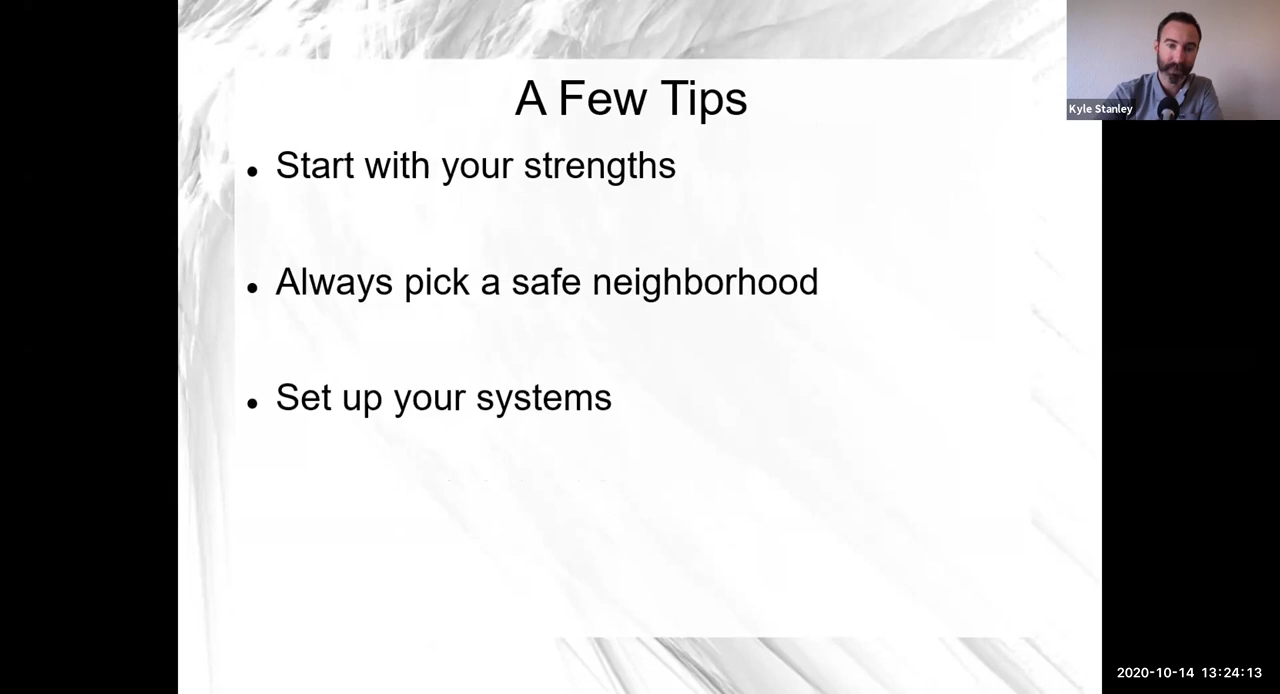 A Few Tips
Kyle Stanley
• Start with your strengths
• Always pick a safe neighborhood
• Set up your systems
2020-10-14 13:24:13